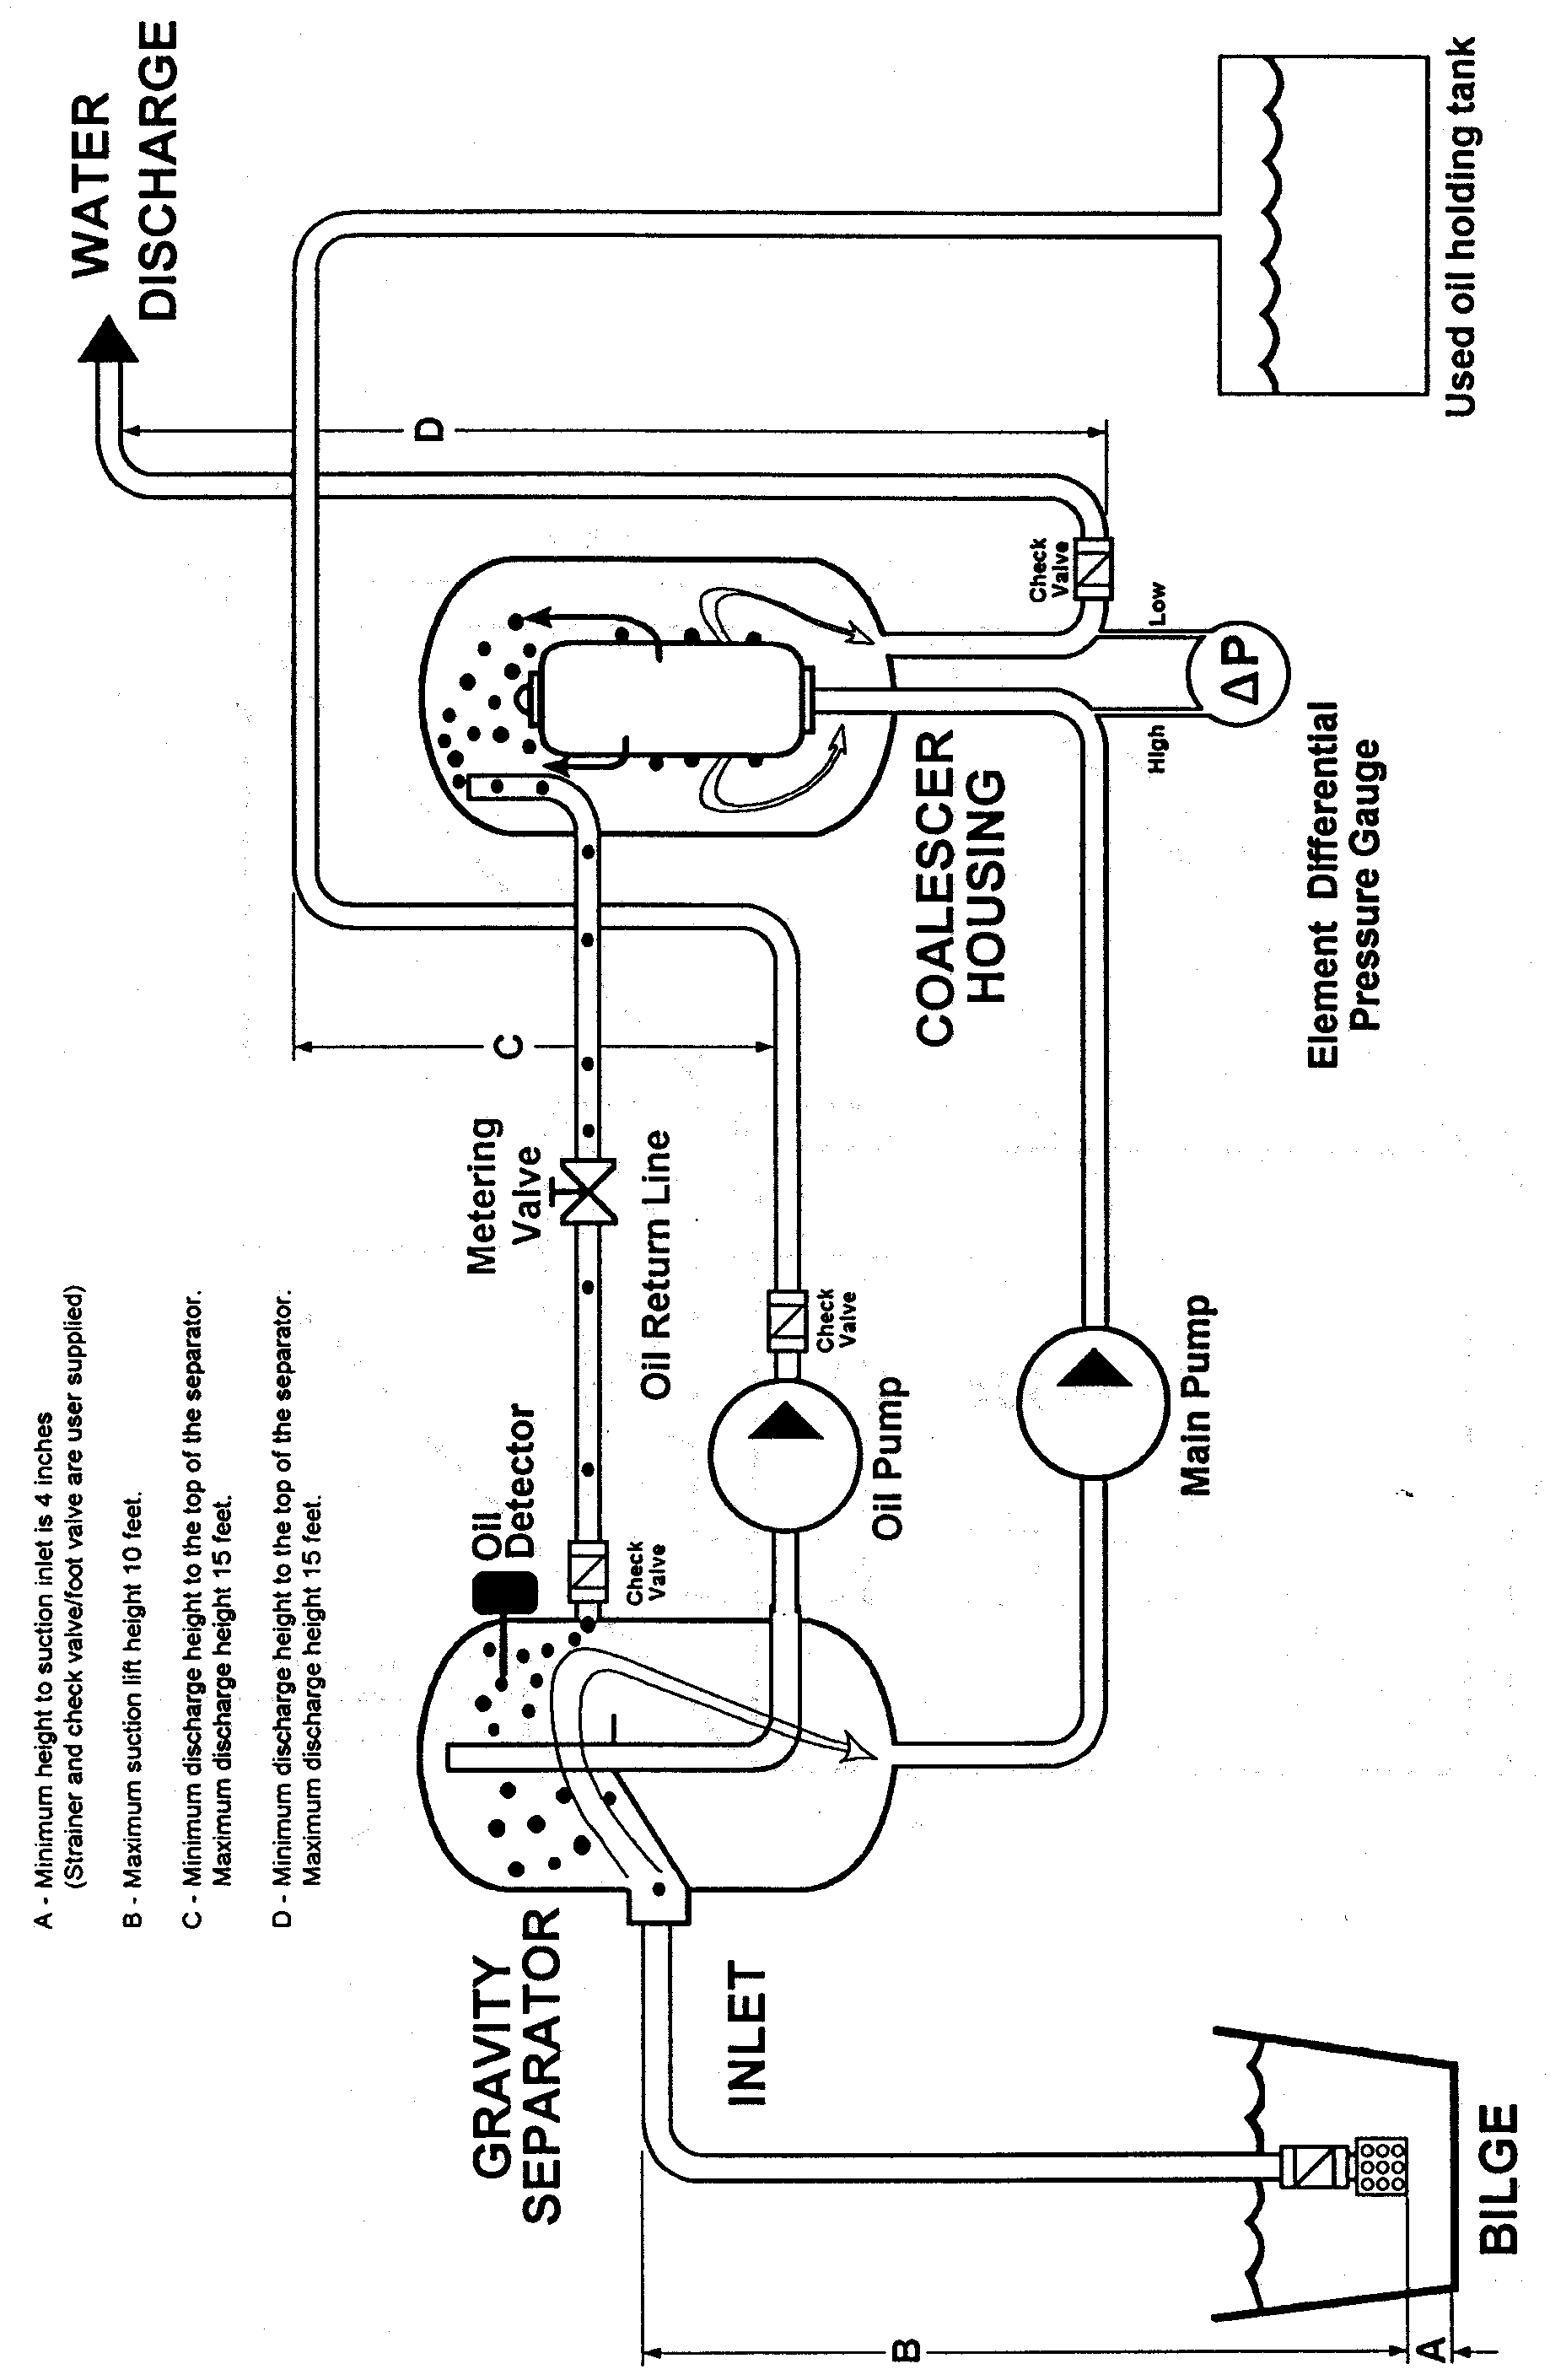 A - Minimum height to suction inlet is 4 inches
(Strainer and check valve/foot valve are user supplied)
B - Maximum suction lift height 10 feet.
C - Minimum discharge height to the top of the separator.
Maximum discharge height 15 feet.
D - Minimum discharge height to the top of the separator.
Maximum discharge height 15 feet.
WATER
DISCHARGE
GRAVITY
SEPARATOR
Oil
Detector
Metering
Valve
Check
Valve
Oil Return Line
C
D
INLET
Oil Pump
Check
Valve
COALESCER
HOUSING
Check
Valve
Main Pump
High
Low
ΔP
Element Differential
Pressure Gauge
B
A
BILGE
Used oil holding tank